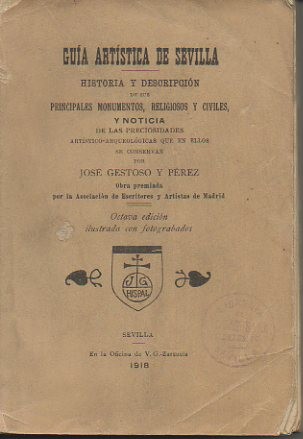 GUÍA ARTÍSTICA DE SEVILLA
HISTORIA Y DESCRIPCIÓN
DE SUS
PRINCIPALES MONUMENTOS, RELIGIOSOS Y CIVILES,
Y NOTICIA
DE LAS PRECIOSIDADES
ARTÍSTICO-ARQUEOLÓGICAS QUE EN ELLOS
SE CONSERVAN
POR
JOSÉ GESTOSO Y PÉREZ
Obra premiada
por la Asociación de Escritores y Artistas de Madrid
Octava edición
ilustrada con fotograbados
J G
HISPAL
SEVILLA
En la Oficina de V. G.-Zarzuela
1918